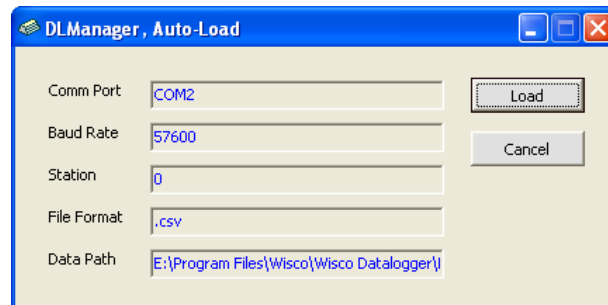 DLManager , Auto-Load
Comm Port COM2 Load
Baud Rate 57600 Cancel
Station 0
File Format .csv
Data Path E:\Program Files\Wisco\Wisco Datalogger\